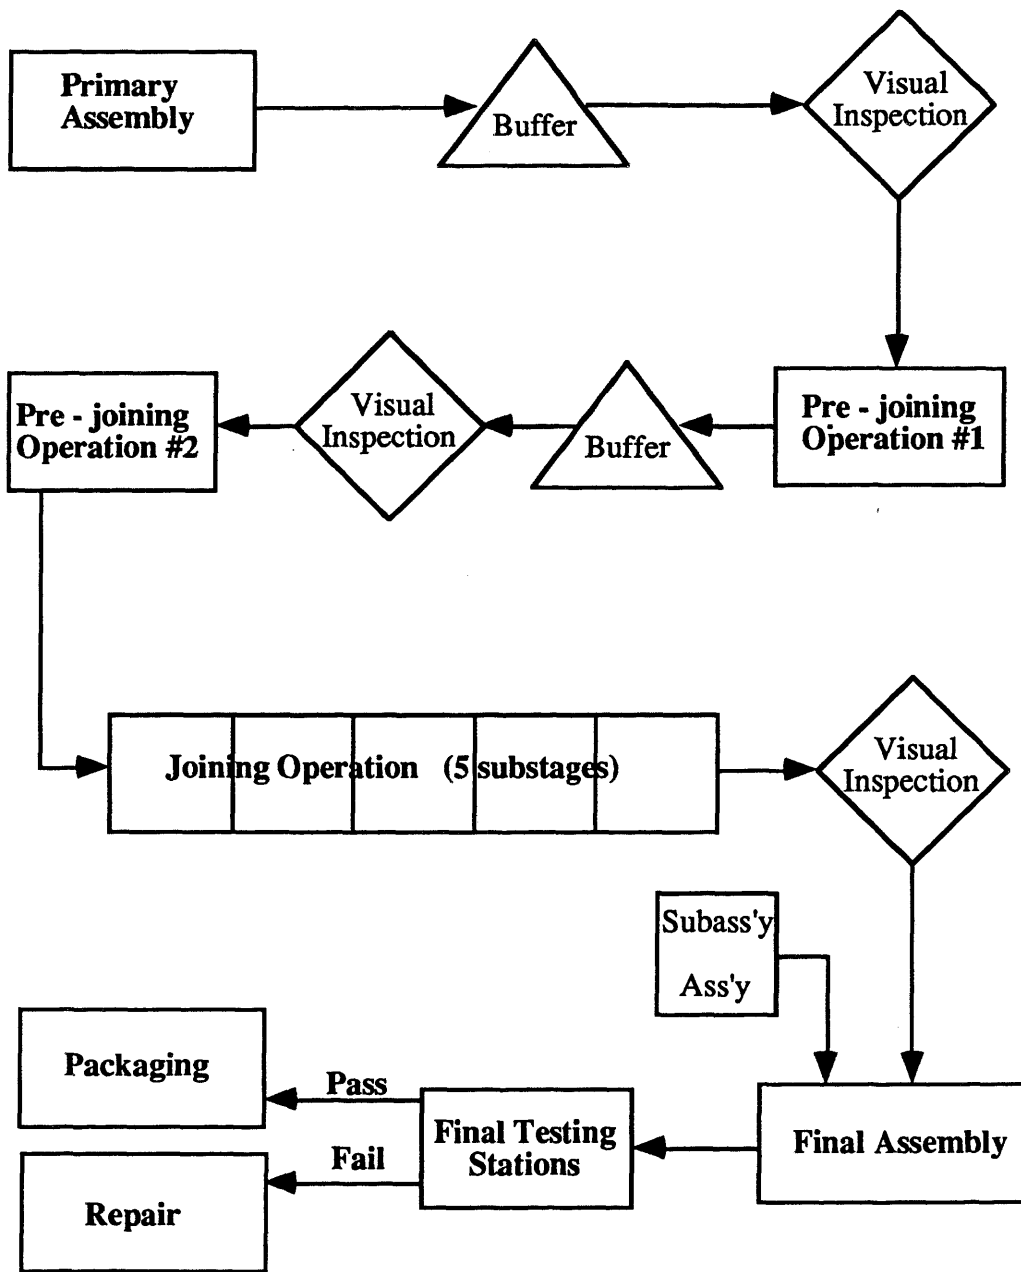 Primary
Assembly
Buffer
Visual
Inspection
Pre - joining
Operation #2
Visual
Inspection
Buffer
Pre - joining
Operation #1
Joining Operation (5 substages)
Visual
Inspection
Subass'y
Ass'y
Packaging
Pass
Final Testing
Stations
Final Assembly
Fail
Repair